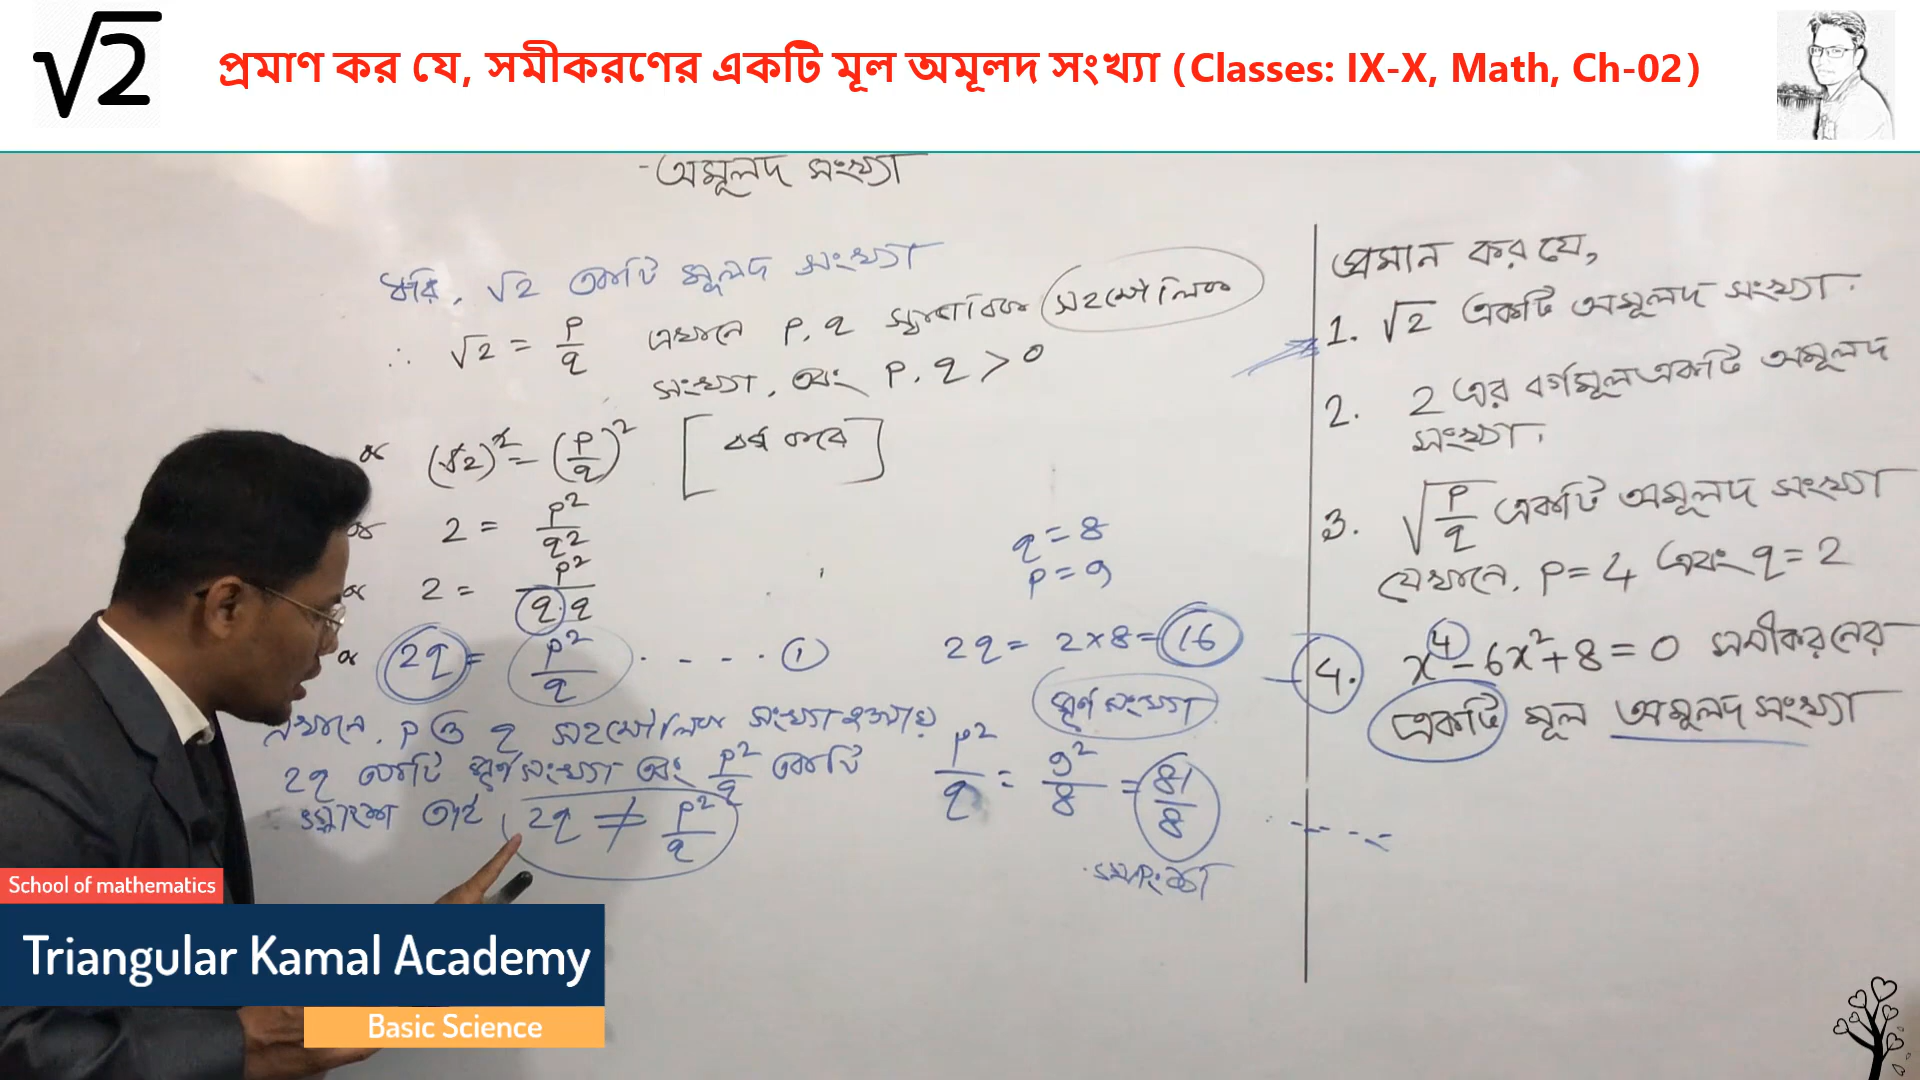 √2
প্রমাণ কর যে, সমীকরণের একটি মূল অমূলদ সংখ্যা (Classes: IX-X, Math, Ch-02)
অমূলদ সংখ্যা
ধরি, √2 একটি মূলদ সংখ্যা
∴ √2 = p/q এখানে p, q স্বাভাবিক সহমৌলিক
সংখ্যা, এবং p, q > 0
বা (√2)² = (p/q)² [বর্গ করে]
বা 2 = p²/q²
বা 2 = p²/q·q
বা 2q = p²/q ----- ①
এখানে, p ও q সহমৌলিক সংখ্যা হওয়ায়
2q একটি পূর্ণ সংখ্যা এবং p²/q একটি
ভগ্নাংশ তাই 2q ≠ p²/q
q = 8
p = 9
2q = 2×8 = 16
পূর্ণ সংখ্যা
p²/q = 9²/8 = 81/8
ভগ্নাংশ
প্রমান কর যে,
1. √2 একটি অমূলদ সংখ্যা.
2. 2 এর বর্গমূল একটি অমূলদ
সংখ্যা.
3. √p/q একটি অমূলদ সংখ্যা
যেখানে, p = 4 এবং q = 2
4. x⁴ - 6x² + 8 = 0 সমীকরনের
একটি মূল অমূলদ সংখ্যা
School of mathematics
Triangular Kamal Academy
Basic Science